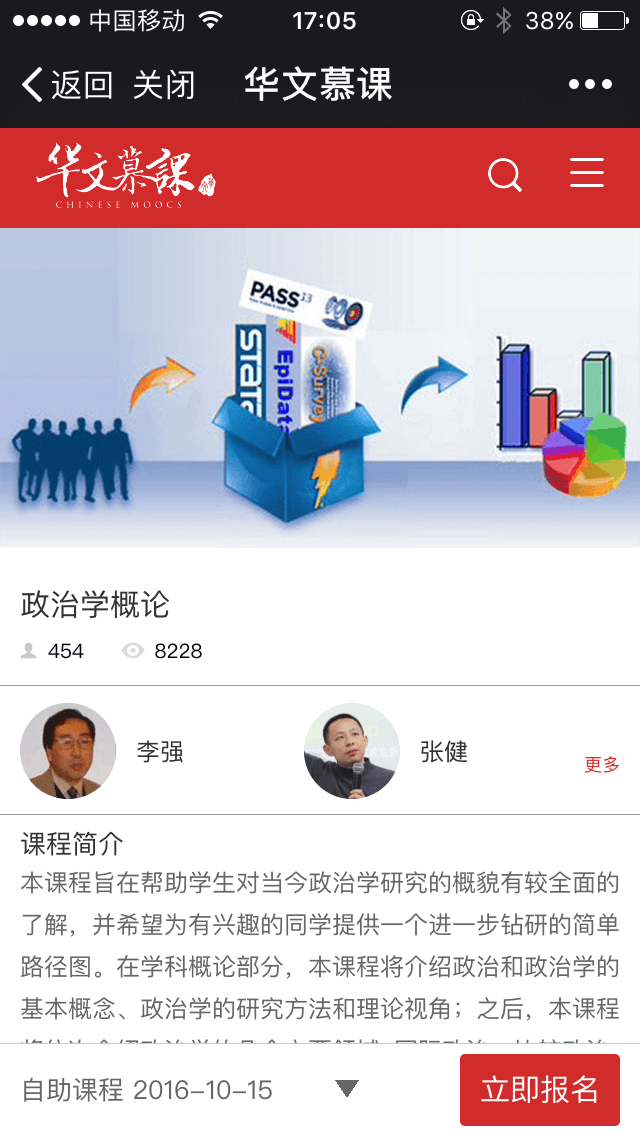 中国移动 17:05 38%
返回 关闭 华文慕课
华文慕課
CHINESE MOOCS
PASS 13
Stata
EpiData
C-Survey
政治学概论
454 8228
李强 张健 更多
课程简介
本课程旨在帮助学生对当今政治学研究的概貌有较全面的
了解，并希望为有兴趣的同学提供一个进一步钻研的简单
路径图。在学科概论部分，本课程将介绍政治和政治学的
基本概念、政治学的研究方法和理论视角；之后，本课程
自助课程 2016-10-15 立即报名